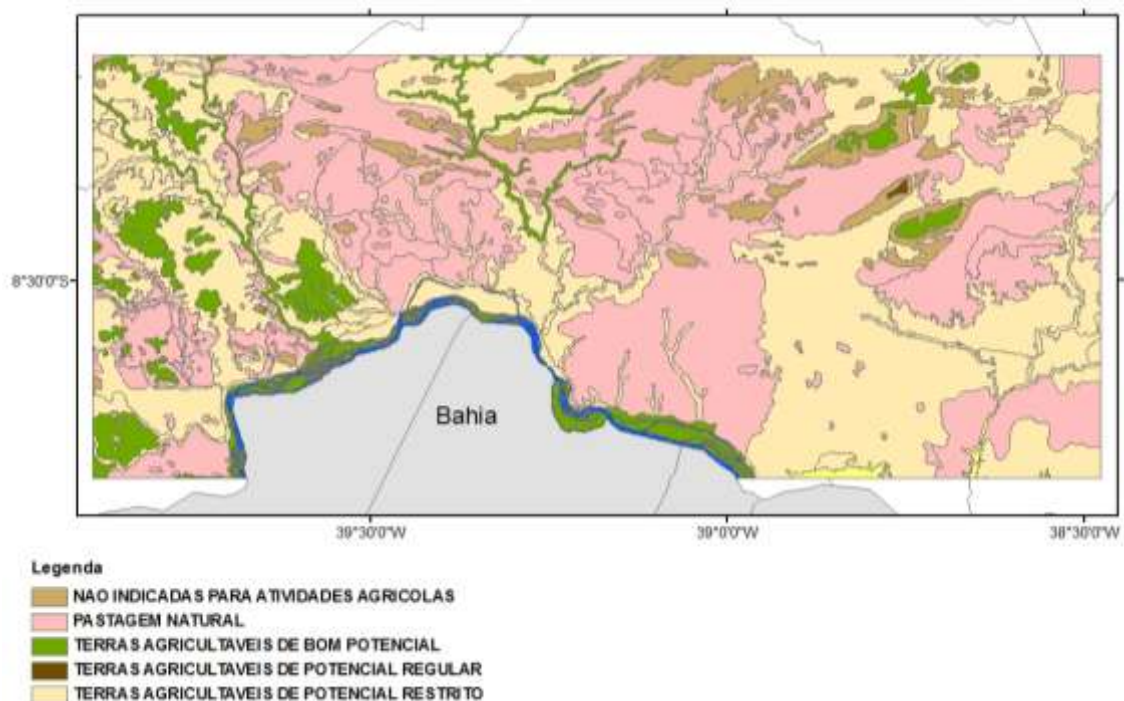 8°30'0"S
Bahia
39°30'0"W
39°0'0"W
38°30'0"W
Legenda
NAO INDICADAS PARA ATIVIDADES AGRICOLAS
PASTAGEM NATURAL
TERRAS AGRICULTAVEIS DE BOM POTENCIAL
TERRAS AGRICULTAVEIS DE POTENCIAL REGULAR
TERRAS AGRICULTAVEIS DE POTENCIAL RESTRITO